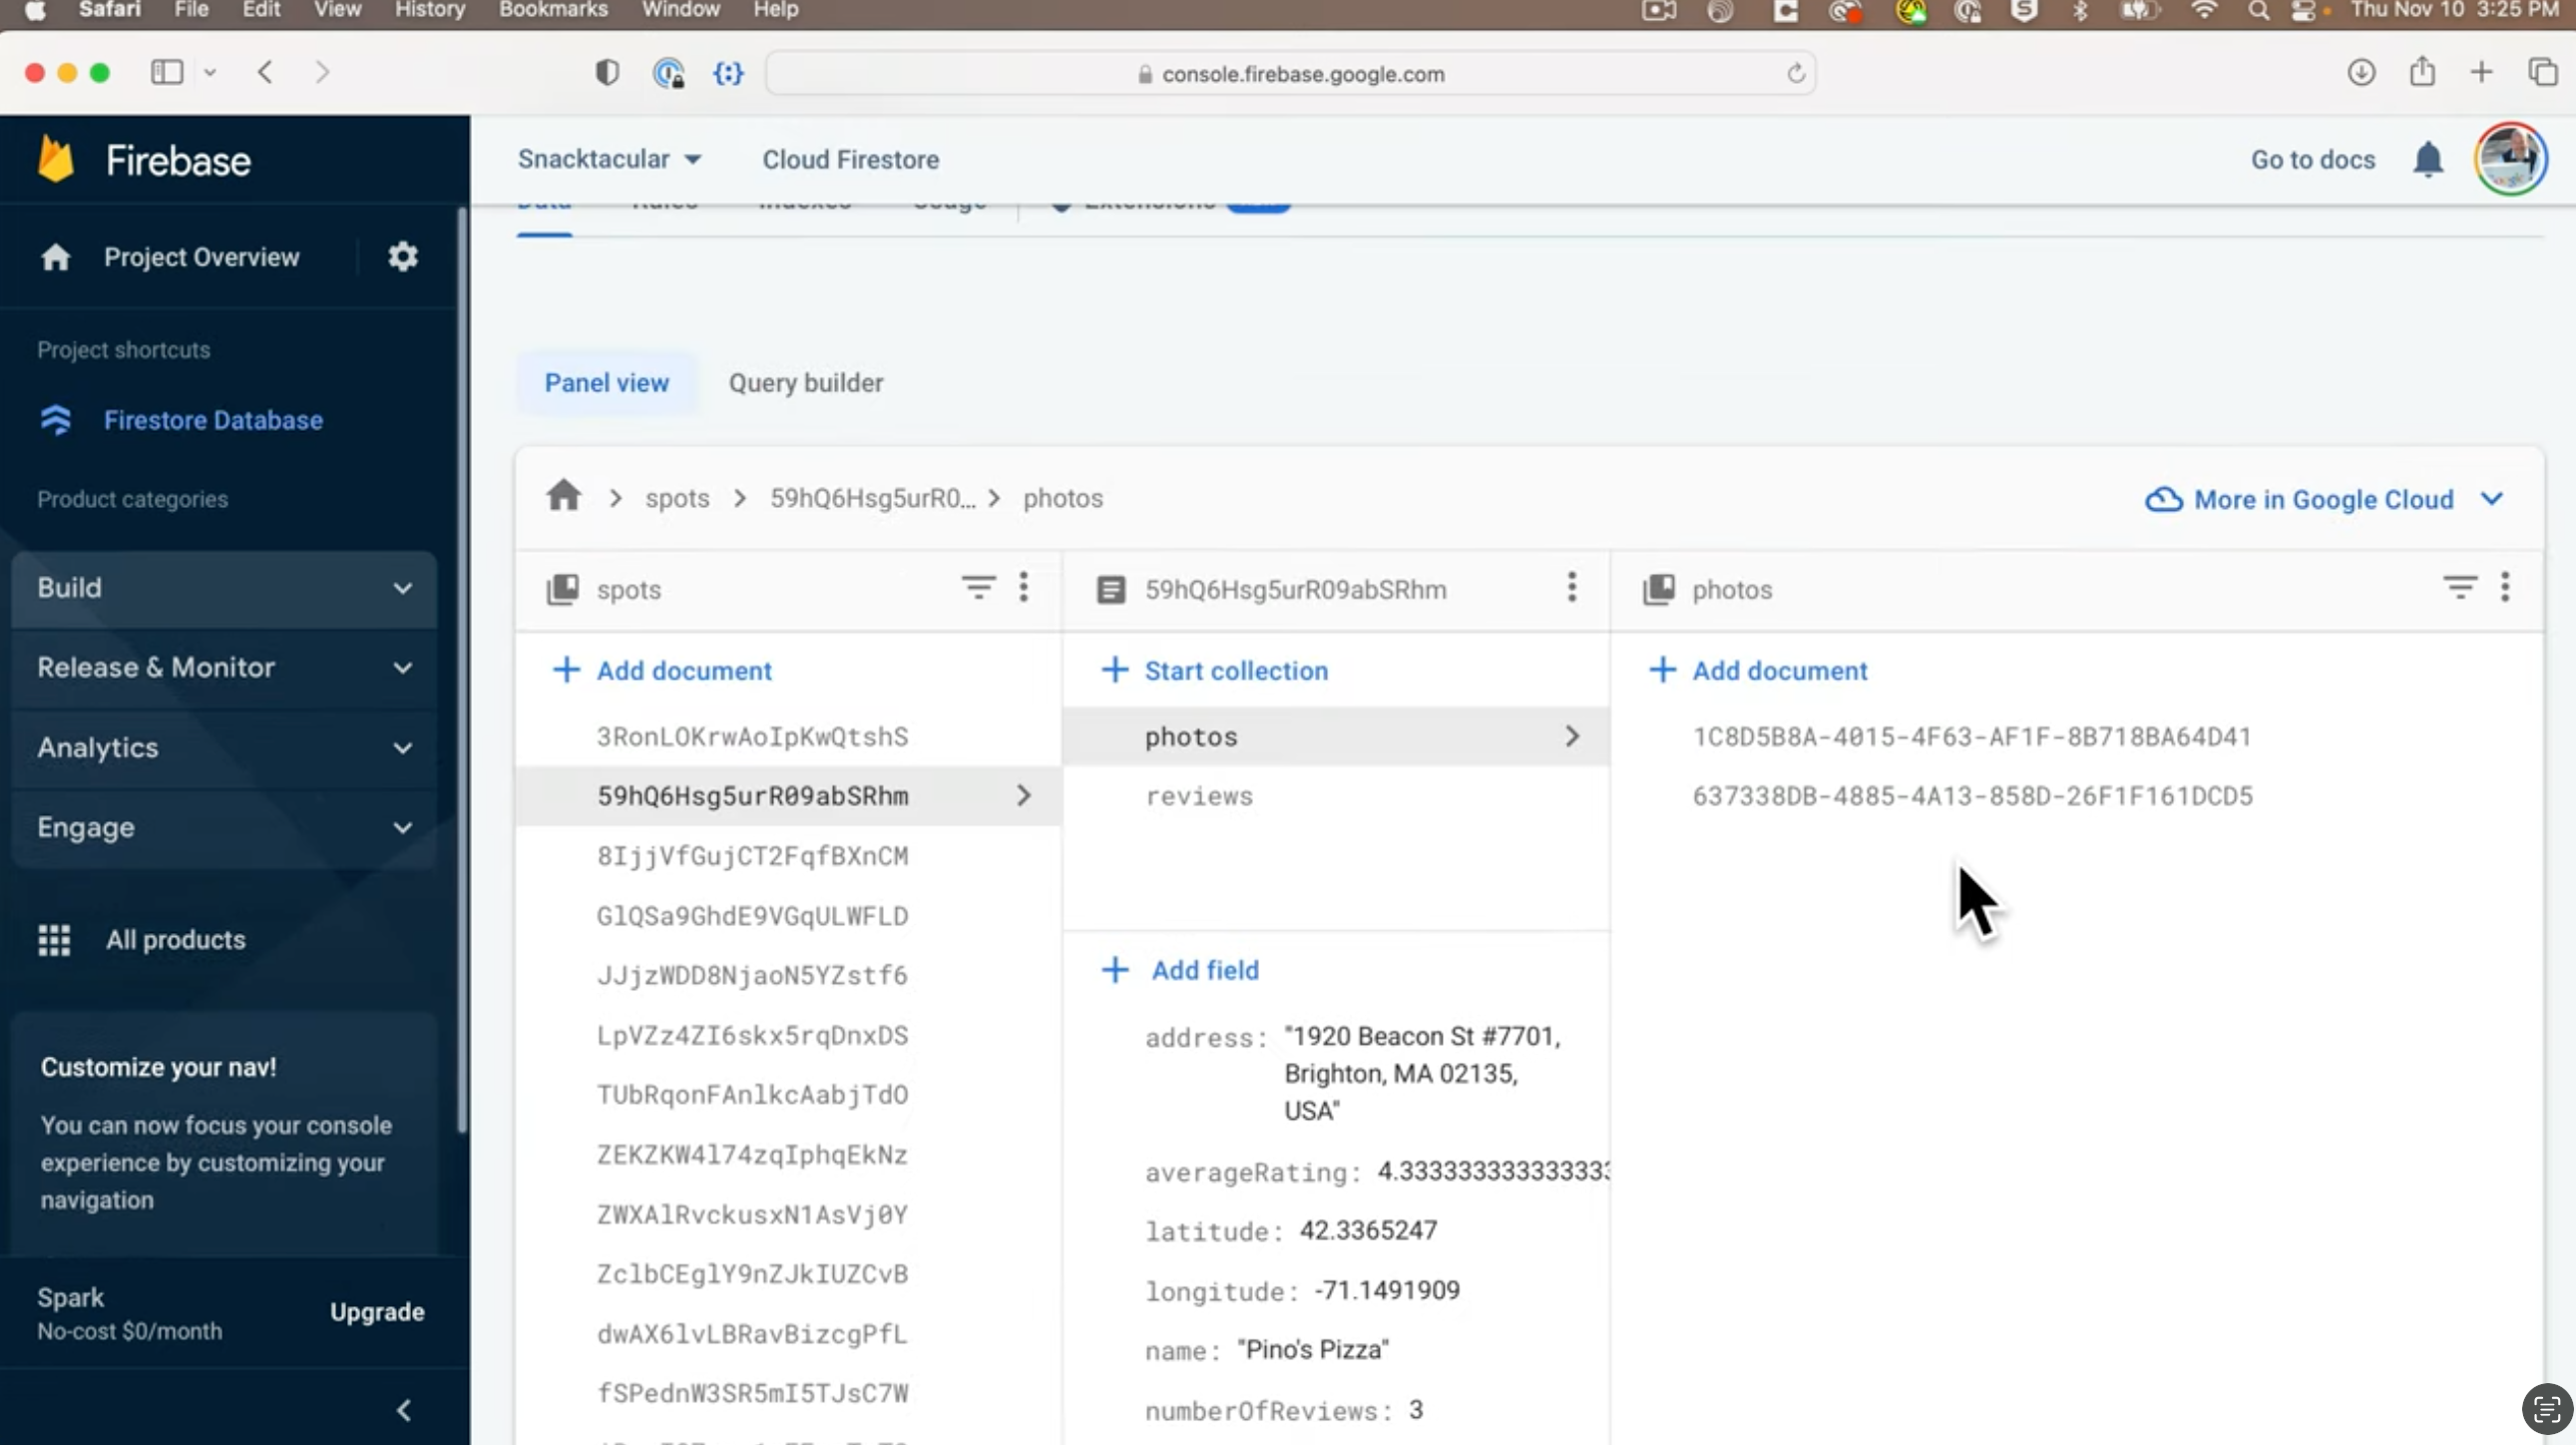 Safari File Edit View History Bookmarks Window Help Thu Nov 10 3:25 PM
console.firebase.google.com
Firebase
Snacktacular Cloud Firestore Go to docs
Data Rules Indexes Usage Extensions
Project Overview
Project shortcuts
Firestore Database
Product categories
Build
Release & Monitor
Analytics
Engage
All products
Customize your nav!
You can now focus your console
experience by customizing your
navigation
Spark
No-cost $0/month
Upgrade
Panel view Query builder
spots 59hQ6Hsg5urR0... photos More in Google Cloud
spots
Add document
3RonLOKrwAoIpKwQtshS
59hQ6Hsg5urR09abSRhm
8IjjVfGujCT2FqfBXnCM
GlQSa9GhdE9VGqULWFLD
JJjzWDD8NjaoN5YZstf6
LpVZz4ZI6skx5rqDnxDS
TUbRqonFAnlkcAabjTdO
ZEKZKW4l74zqIphqEkNz
ZWXAlRvckusxN1AsVj0Y
ZclbCEglY9nZJkIUZCvB
dwAX6lvLBRavBizcgPfL
fSPednW3SR5mI5TJsC7W
59hQ6Hsg5urR09abSRhm
Start collection
photos
reviews
Add field
address: "1920 Beacon St #7701,
Brighton, MA 02135,
USA"
averageRating: 4.333333333333333
latitude: 42.3365247
longitude: -71.1491909
name: "Pino's Pizza"
numberOfReviews: 3
photos
Add document
1C8D5B8A-4015-4F63-AF1F-8B718BA64D41
637338DB-4885-4A13-858D-26F1F161DCD5